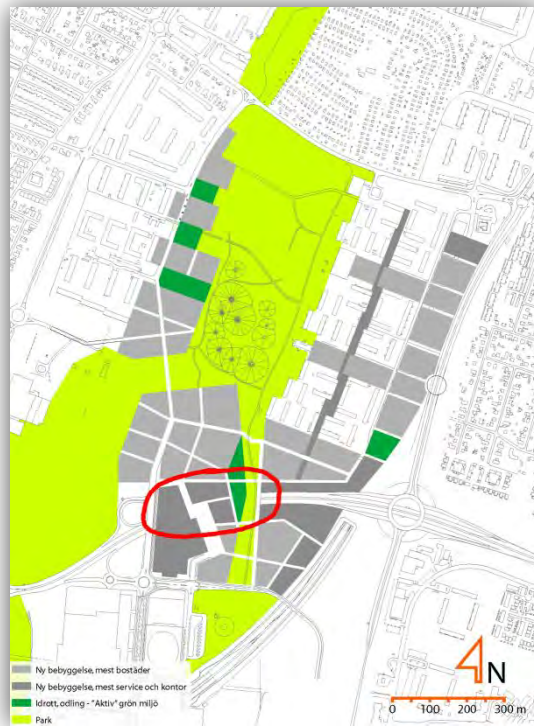 Ny bebyggelse, mest bostäder
Ny bebyggelse, mest service och kontor
Idrott, odling - "Aktiv" grön miljö
Park
N
0 100 200 300 m